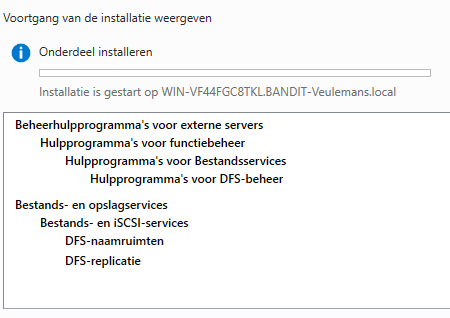 Voortgang van de installatie weergeven
Onderdeel installeren
Installatie is gestart op WIN-VF44FGC8TKL.BANDIT-Veulemans.local
Beheerhulpprogramma's voor externe servers
Hulpprogramma's voor functiebeheer
Hulpprogramma's voor Bestandsservices
Hulpprogramma's voor DFS-beheer
Bestands- en opslagservices
Bestands- en iSCSI-services
DFS-naamruimten
DFS-replicatie